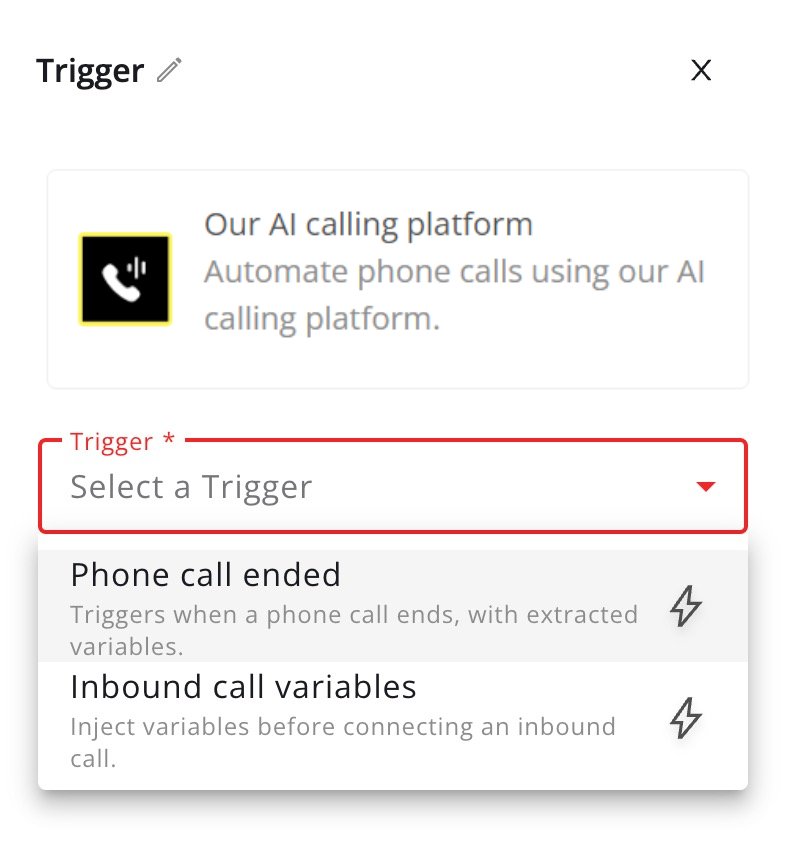 Trigger
X
Our AI calling platform
Automate phone calls using our AI
calling platform.
Trigger *
Select a Trigger
Phone call ended
Triggers when a phone call ends, with extracted
variables.
Inbound call variables
Inject variables before connecting an inbound
call.